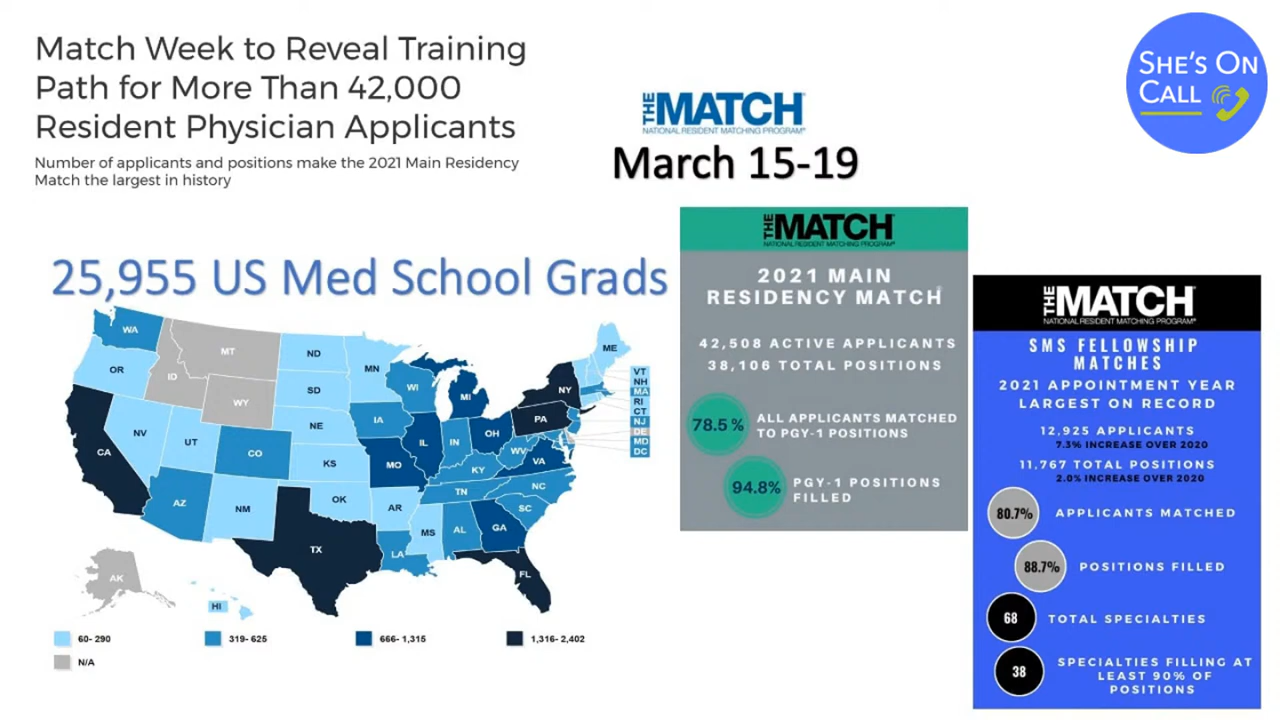 Match Week to Reveal Training
Path for More Than 42,000
Resident Physician Applicants
Number of applicants and positions make the 2021 Main Residency
Match the largest in history
THE MATCH
NATIONAL RESIDENT MATCHING PROGRAM®
March 15-19
SHE'S ON
CALL
25,955 US Med School Grads
WA
OR
CA
NV
ID
MT
WY
UT
AZ
CO
NM
ND
SD
NE
KS
OK
TX
MN
IA
MO
AR
LA
WI
IL
MI
IN
OH
KY
TN
MS
AL
GA
FL
SC
NC
VA
WV
PA
NY
ME
VT
NH
MA
RI
CT
NJ
DE
MD
DC
AK
HI
60- 290
319- 625
666- 1,315
1,316- 2,402
N/A
THE MATCH
NATIONAL RESIDENT MATCHING PROGRAM®
2021 MAIN
RESIDENCY MATCH®
42,508 ACTIVE APPLICANTS
38,106 TOTAL POSITIONS
78.5 % ALL APPLICANTS MATCHED
TO PGY-1 POSITIONS
94.8% PGY-1 POSITIONS
FILLED
THE MATCH
NATIONAL RESIDENT MATCHING PROGRAM®
SMS FELLOWSHIP
MATCHES
2021 APPOINTMENT YEAR
LARGEST ON RECORD
12,925 APPLICANTS
7.3% INCREASE OVER 2020
11,767 TOTAL POSITIONS
2.0% INCREASE OVER 2020
80.7% APPLICANTS MATCHED
88.7% POSITIONS FILLED
68 TOTAL SPECIALTIES
38 SPECIALTIES FILLING AT
LEAST 90% OF
POSITIONS